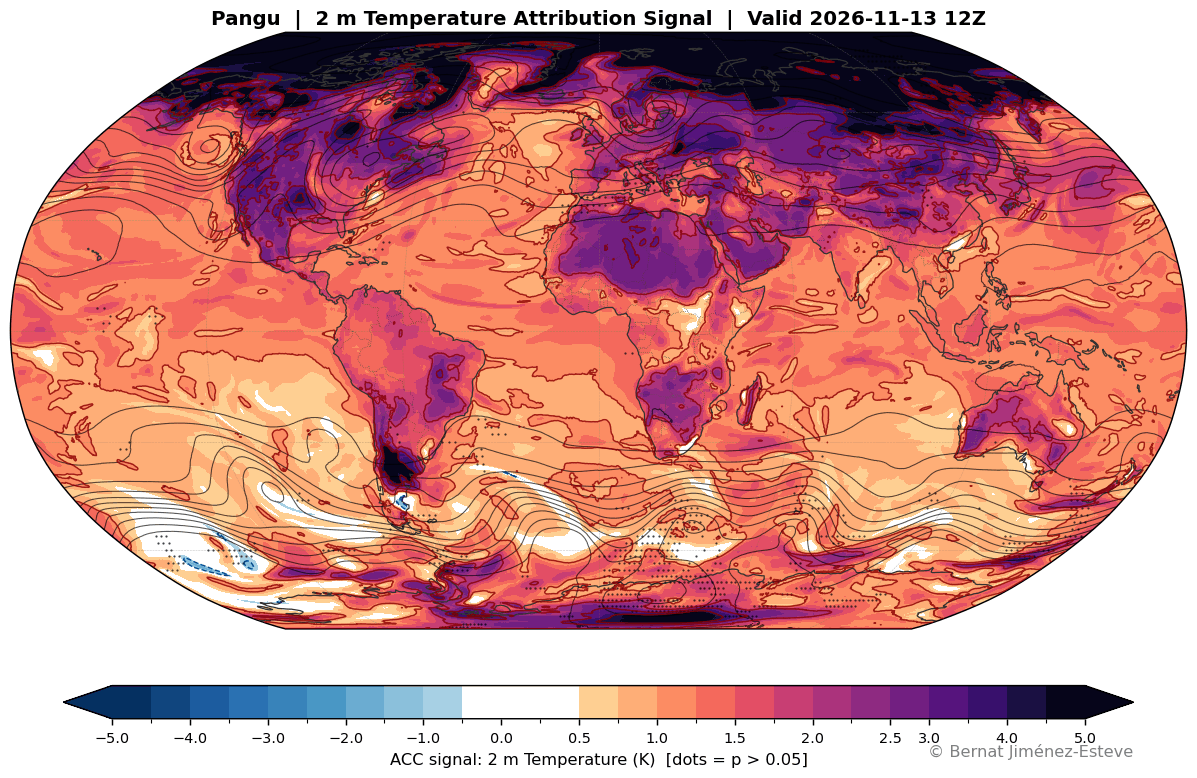 Pangu | 2 m Temperature Attribution Signal | Valid 2026-11-13 12Z
−5.0 −4.0 −3.0 −2.0 −1.0 0.0 0.5 1.0 1.5 2.0 2.5 3.0 4.0 5.0
ACC signal: 2 m Temperature (K) [dots = p > 0.05]
© Bernat Jiménez-Esteve